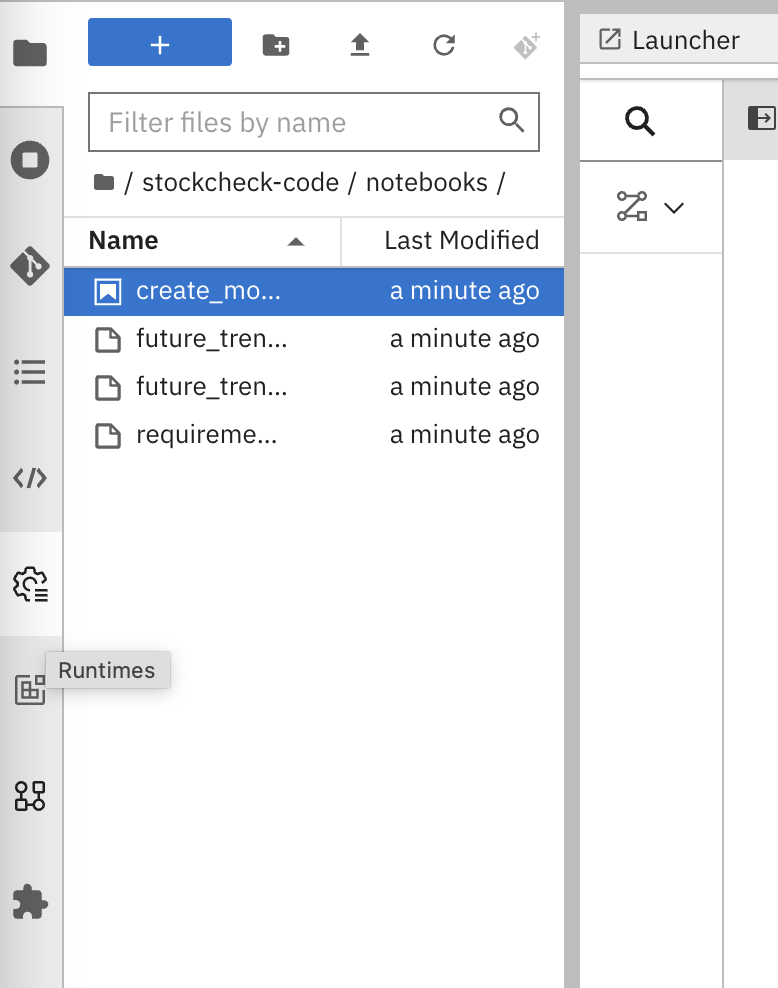 +
Launcher
Filter files by name
/ stockcheck-code / notebooks /
Name Last Modified
create_mo... a minute ago
future_tren... a minute ago
future_tren... a minute ago
requireme... a minute ago
Runtimes